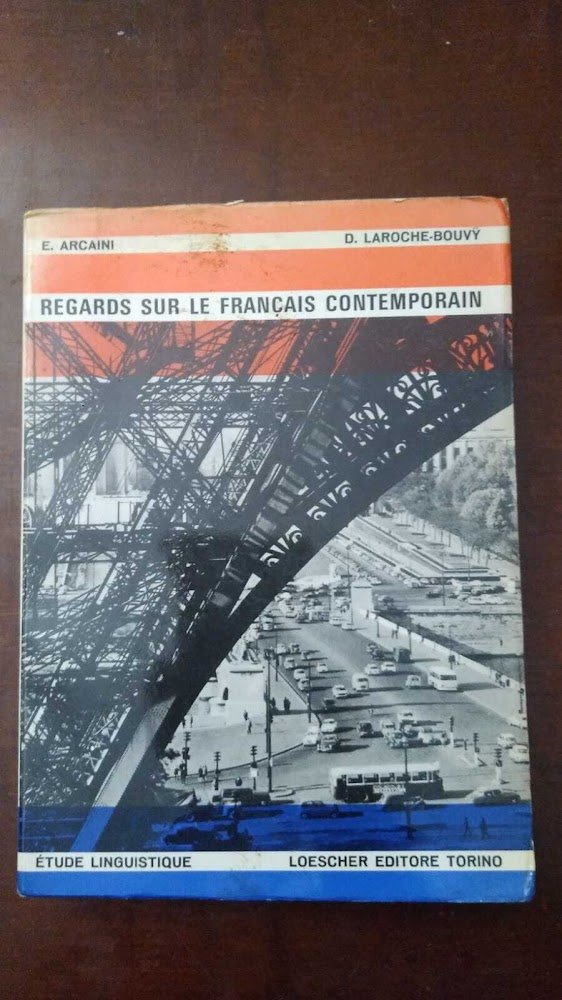 E. ARCAINI D. LAROCHE-BOUVY
REGARDS SUR LE FRANÇAIS CONTEMPORAIN
ÉTUDE LINGUISTIQUE LOESCHER EDITORE TORINO